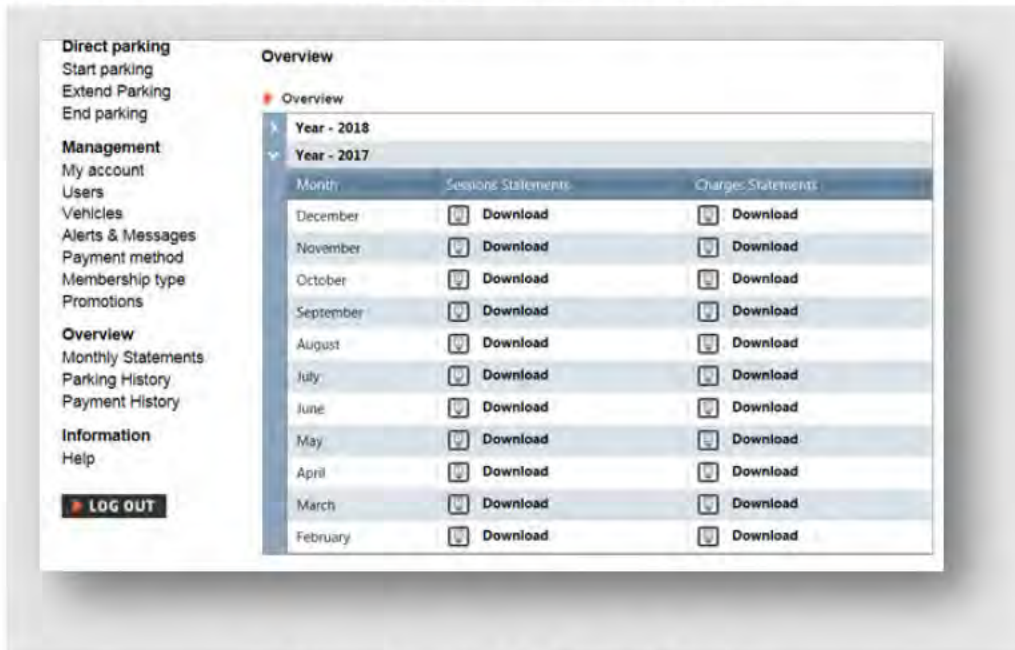 Direct parking
Start parking
Extend Parking
End parking
Management
My account
Users
Vehicles
Alerts & Messages
Payment method
Membership type
Promotions
Overview
Monthly Statements
Parking History
Payment History
Information
Help
LOG OUT
Overview
Overview
Year - 2018
Year - 2017
Month Sessions Statements Charges Statements
December Download Download
November Download Download
October Download Download
September Download Download
August Download Download
July Download Download
June Download Download
May Download Download
April Download Download
March Download Download
February Download Download